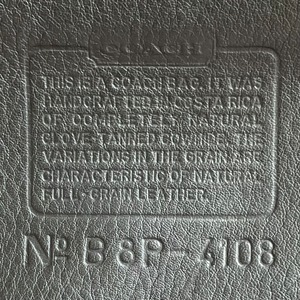 COACH
THIS IS A COACH BAG. IT WAS
HANDCRAFTED IN COSTA RICA
OF COMPLETELY NATURAL
GLOVE-TANNED COWHIDE. THE
VARIATIONS IN THE GRAIN ARE
CHARACTERISTIC OF NATURAL
FULL-GRAIN LEATHER.
No B8P-4108